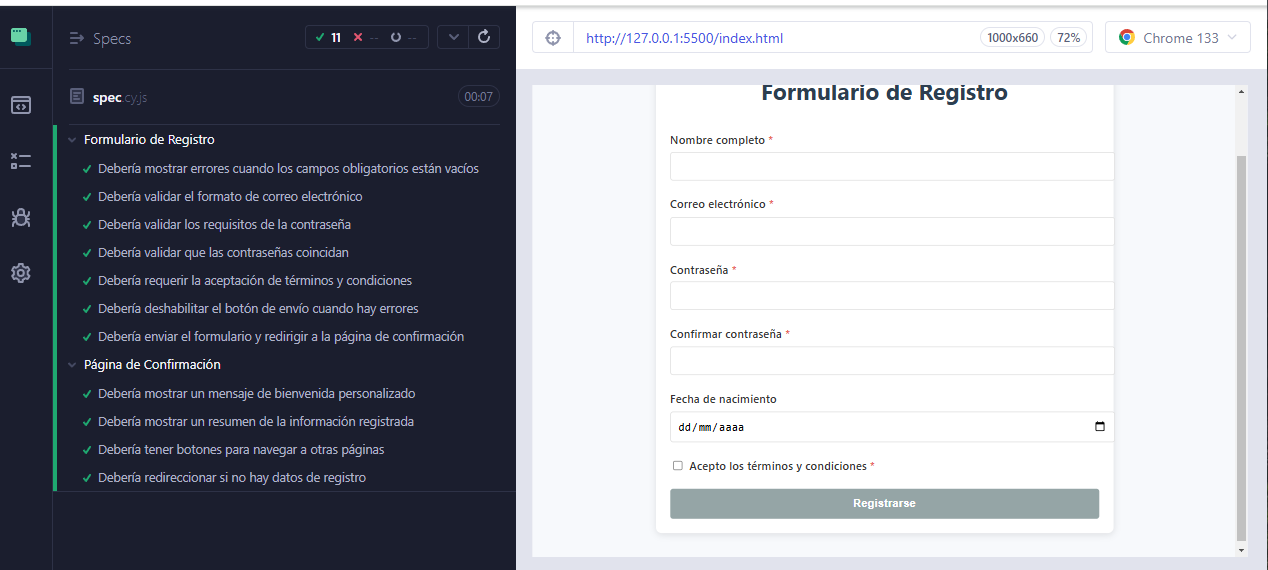 Specs
11 -- --
spec.cy.js
00:07
Formulario de Registro
Debería mostrar errores cuando los campos obligatorios están vacíos
Debería validar el formato de correo electrónico
Debería validar los requisitos de la contraseña
Debería validar que las contraseñas coincidan
Debería requerir la aceptación de términos y condiciones
Debería deshabilitar el botón de envío cuando hay errores
Debería enviar el formulario y redirigir a la página de confirmación
Página de Confirmación
Debería mostrar un mensaje de bienvenida personalizado
Debería mostrar un resumen de la información registrada
Debería tener botones para navegar a otras páginas
Debería redireccionar si no hay datos de registro
http://127.0.0.1:5500/index.html
1000x660
72%
Chrome 133
Formulario de Registro
Nombre completo *
Correo electrónico *
Contraseña *
Confirmar contraseña *
Fecha de nacimiento
dd/mm/aaaa
Acepto los términos y condiciones *
Registrarse